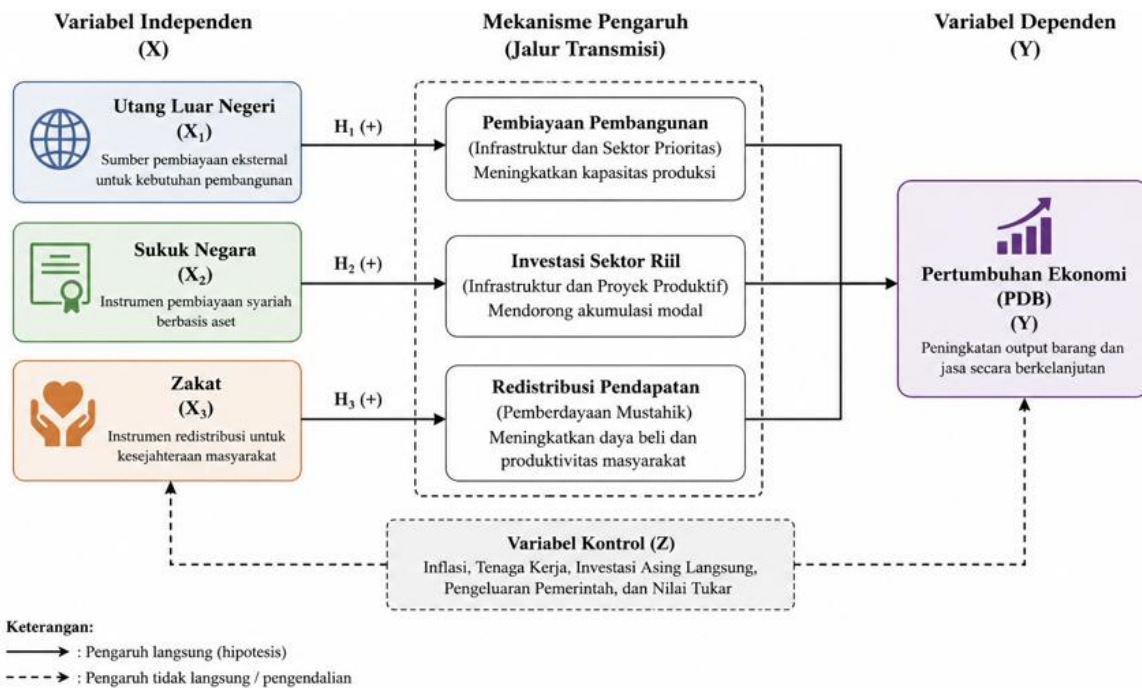 Variabel Independen
(X)
Mekanisme Pengaruh
(Jalur Transmisi)
Variabel Dependen
(Y)
Utang Luar Negeri
(X₁)
Sumber pembiayaan eksternal
untuk kebutuhan pembangunan
H₁ (+)
Pembiayaan Pembangunan
(Infrastruktur dan Sektor Prioritas)
Meningkatkan kapasitas produksi
Sukuk Negara
(X₂)
Instrumen pembiayaan syariah
berbasis aset
H₂ (+)
Investasi Sektor Riil
(Infrastruktur dan Proyek Produktif)
Mendorong akumulasi modal
Zakat
(X₃)
Instrumen redistribusi untuk
kesejahteraan masyarakat
H₃ (+)
Redistribusi Pendapatan
(Pemberdayaan Mustahik)
Meningkatkan daya beli dan
produktivitas masyarakat
Pertumbuhan Ekonomi
(PDB)
(Y)
Peningkatan output barang dan
jasa secara berkelanjutan
Variabel Kontrol (Z)
Inflasi, Tenaga Kerja, Investasi Asing Langsung,
Pengeluaran Pemerintah, dan Nilai Tukar
Keterangan:
: Pengaruh langsung (hipotesis)
: Pengaruh tidak langsung / pengendalian